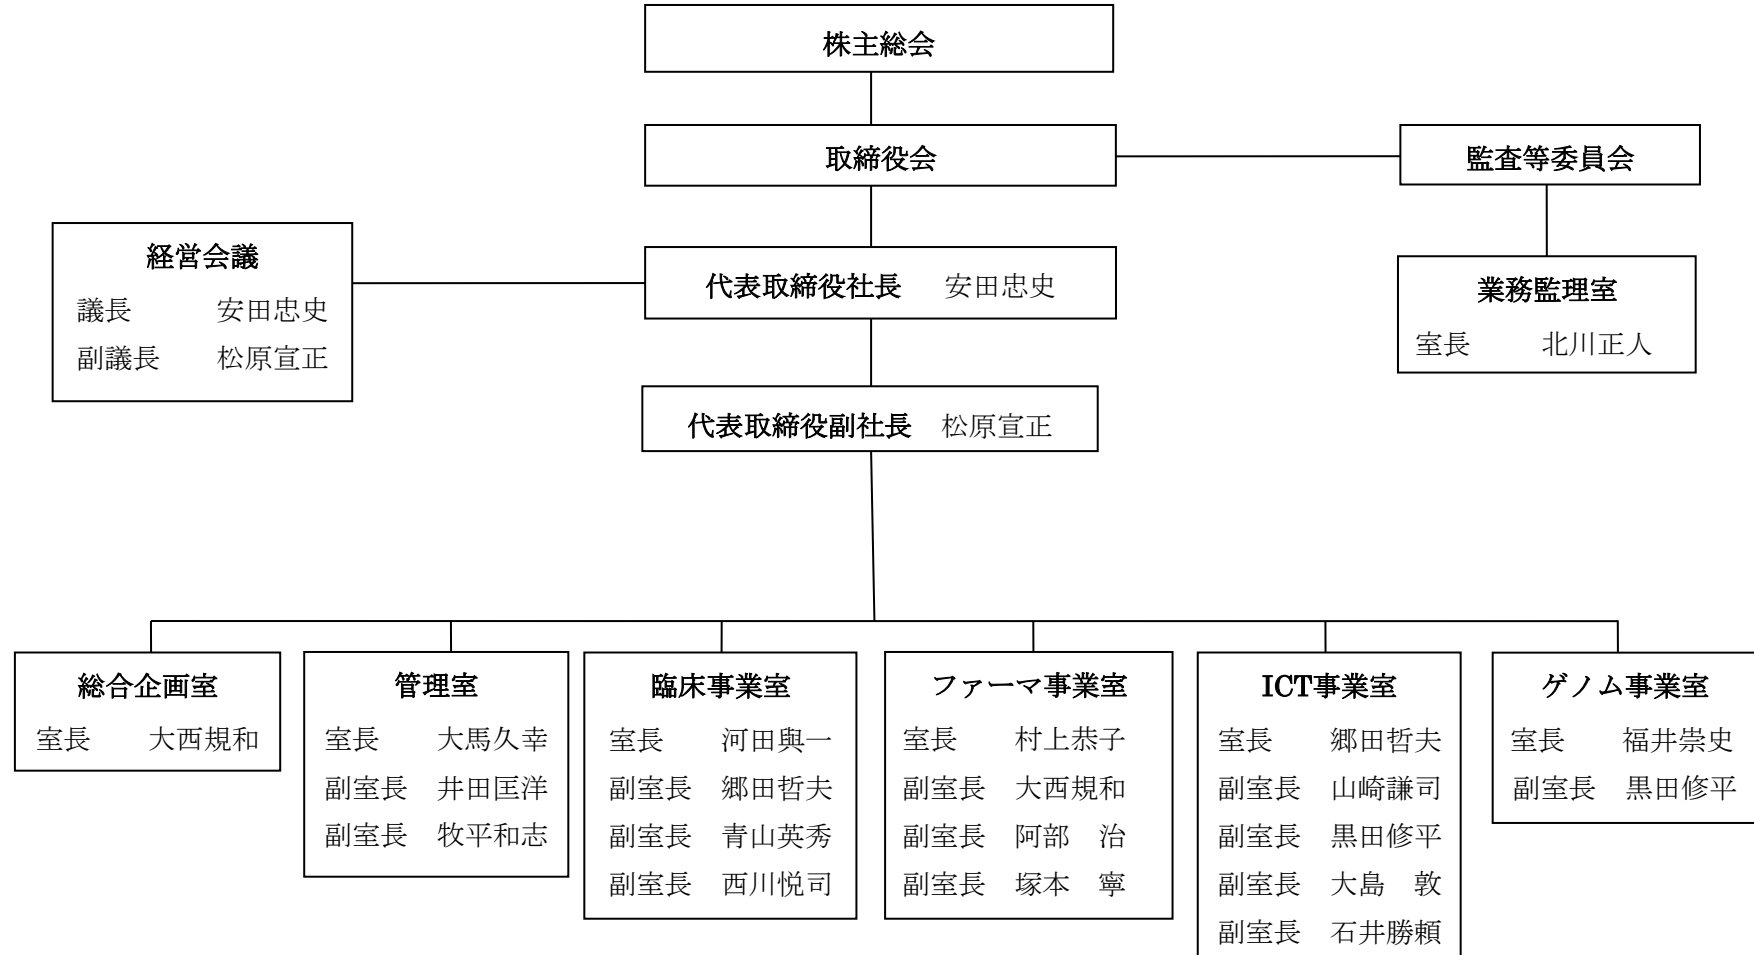 株主総会
取締役会
監査等委員会
経営会議
議長 安田忠史
副議長 松原宣正
代表取締役社長 安田忠史
業務監理室
室長 北川正人
代表取締役副社長 松原宣正
総合企画室
室長 大西規和
管理室
室長 大馬久幸
副室長 井田匡洋
副室長 牧平和志
臨床事業室
室長 河田與一
副室長 郷田哲夫
副室長 青山英秀
副室長 西川悦司
ファーマ事業室
室長 村上恭子
副室長 大西規和
副室長 阿部 治
副室長 塚本 寧
ICT事業室
室長 郷田哲夫
副室長 山崎謙司
副室長 黒田修平
副室長 大島 敦
副室長 石井勝頼
ゲノム事業室
室長 福井崇史
副室長 黒田修平